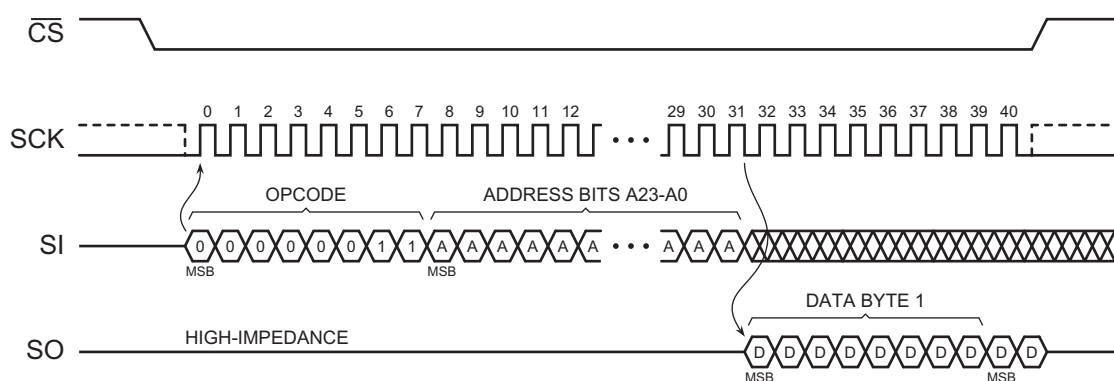 CS
0 1 2 3 4 5 6 7 8 9 10 11 12 29 30 31 32 33 34 35 36 37 38 39 40
SCK
OPCODE ADDRESS BITS A23-A0
SI 0 0 0 0 0 0 1 1 A A A A A A A A A
MSB MSB
DATA BYTE 1
HIGH-IMPEDANCE
SO D D D D D D D D D D
MSB MSB